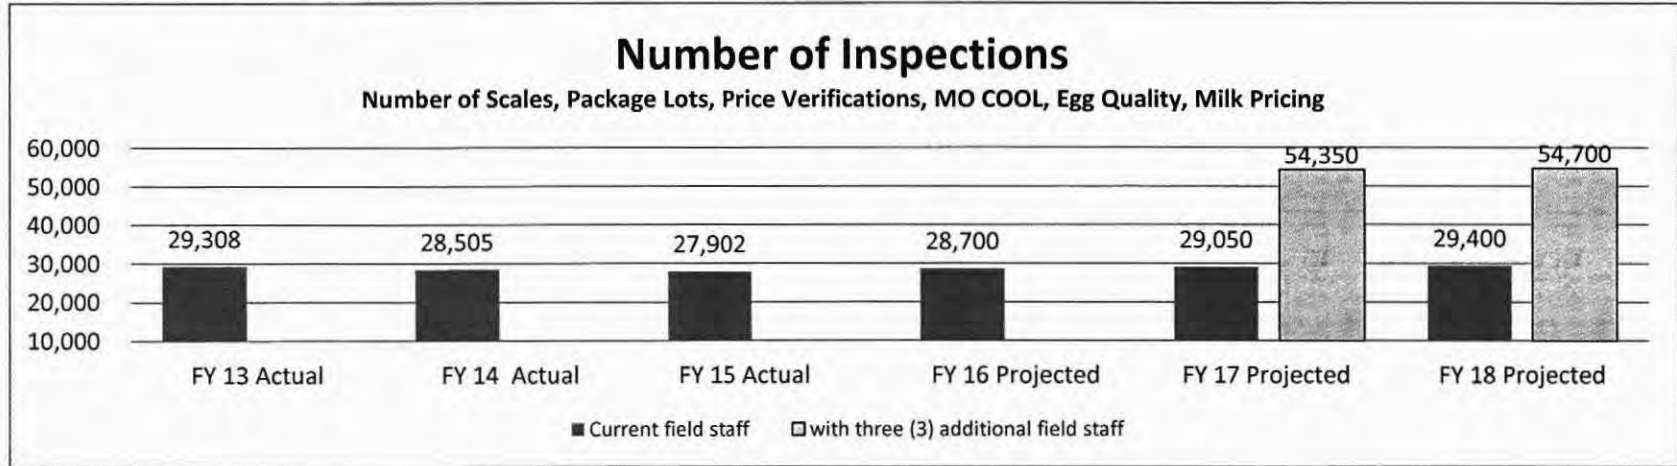 Number of Inspections
Number of Scales, Package Lots, Price Verifications, MO COOL, Egg Quality, Milk Pricing
60,000
50,000
40,000
30,000
20,000
10,000
29,308
28,505
27,902
28,700
29,050
54,350
29,400
54,700
FY 13 Actual
FY 14 Actual
FY 15 Actual
FY 16 Projected
FY 17 Projected
FY 18 Projected
Current field staff
with three (3) additional field staff